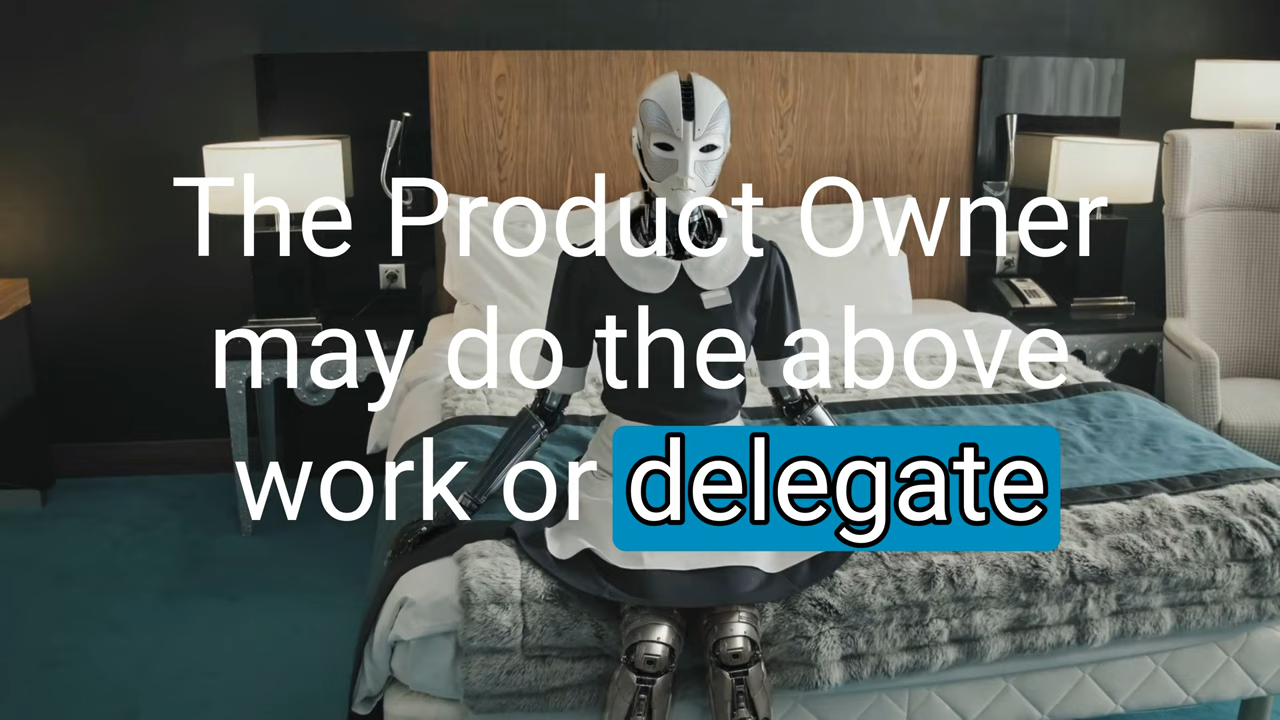 The Product Owner
may do the above
work or delegate